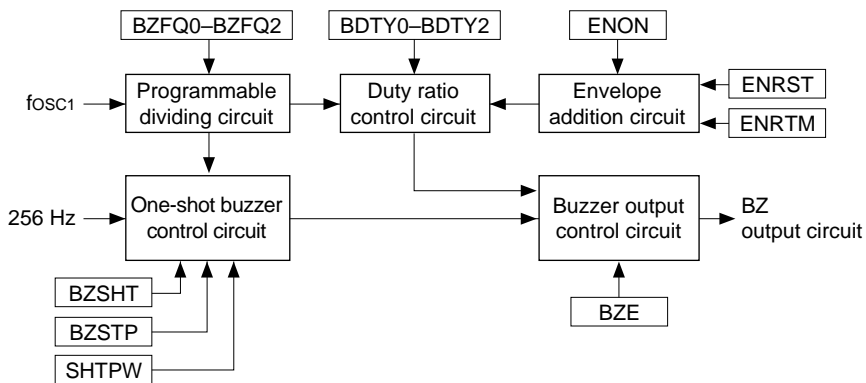 BZFQ0–BZFQ2
BDTY0–BDTY2
ENON
fOSC1
Programmable
dividing circuit
Duty ratio
control circuit
Envelope
addition circuit
ENRST
ENRTM
256 Hz
One-shot buzzer
control circuit
Buzzer output
control circuit
BZ
output circuit
BZSHT
BZSTP
SHTPW
BZE